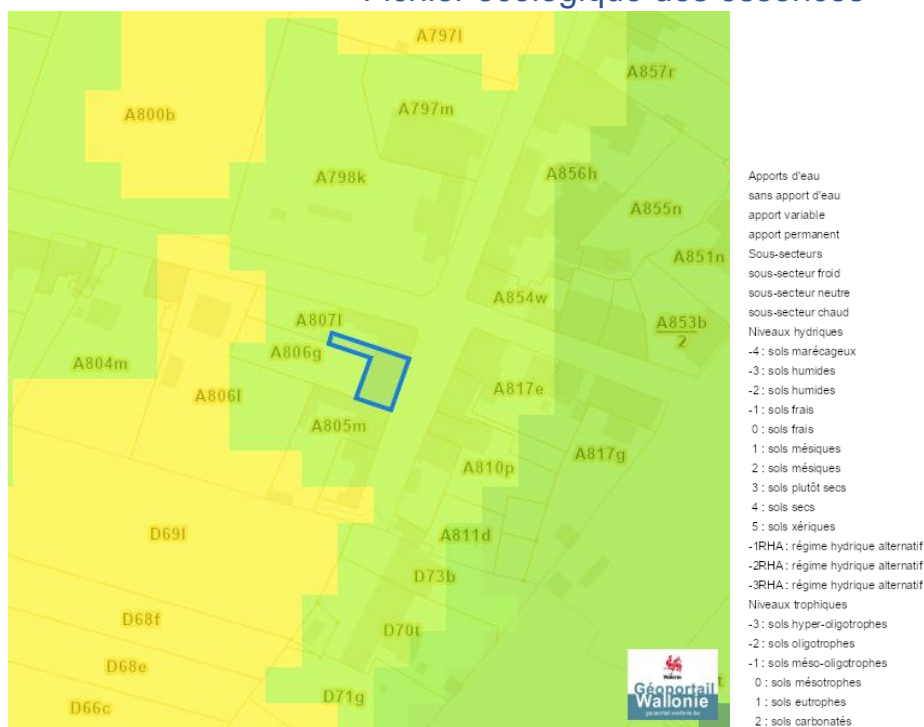 Fichier écologique des essences
A797l
A857r
A800b
A797m
A798k
A856h
A855n
A851n
A854w
A807l
A853b
2
A806g
A804m
A806l
A817e
A805m
A817g
A810p
D69l
A811d
D73b
D68f
D70t
D68e
D71g
D66c
t
Wallonie
Géoportail
Wallonie
geoportail.wallonie.be
Apports d'eau
sans apport d'eau
apport variable
apport permanent
Sous-secteurs
sous-secteur froid
sous-secteur neutre
sous-secteur chaud
Niveaux hydriques
-4 : sols marécageux
-3 : sols humides
-2 : sols humides
-1 : sols frais
0 : sols frais
1 : sols mésiques
2 : sols mésiques
3 : sols plutôt secs
4 : sols secs
5 : sols xériques
-1RHA : régime hydrique alternatif
-2RHA : régime hydrique alternatif
-3RHA : régime hydrique alternatif
Niveaux trophiques
-3 : sols hyper-oligotrophes
-2 : sols oligotrophes
-1 : sols méso-oligotrophes
0 : sols mésotrophes
1 : sols eutrophes
2 : sols carbonatés